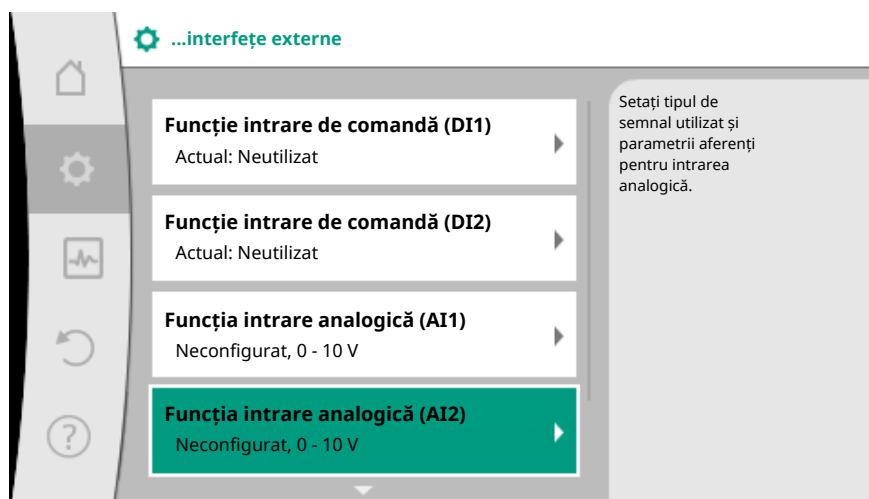 ...interfețe externe
Funcție intrare de comandă (DI1)
Actual: Neutilizat
Funcție intrare de comandă (DI2)
Actual: Neutilizat
Funcția intrare analogică (AI1)
Neconfigurat, 0 - 10 V
Funcția intrare analogică (AI2)
Neconfigurat, 0 - 10 V
Setați tipul de
semnal utilizat și
parametrii aferenți
pentru intrarea
analogică.